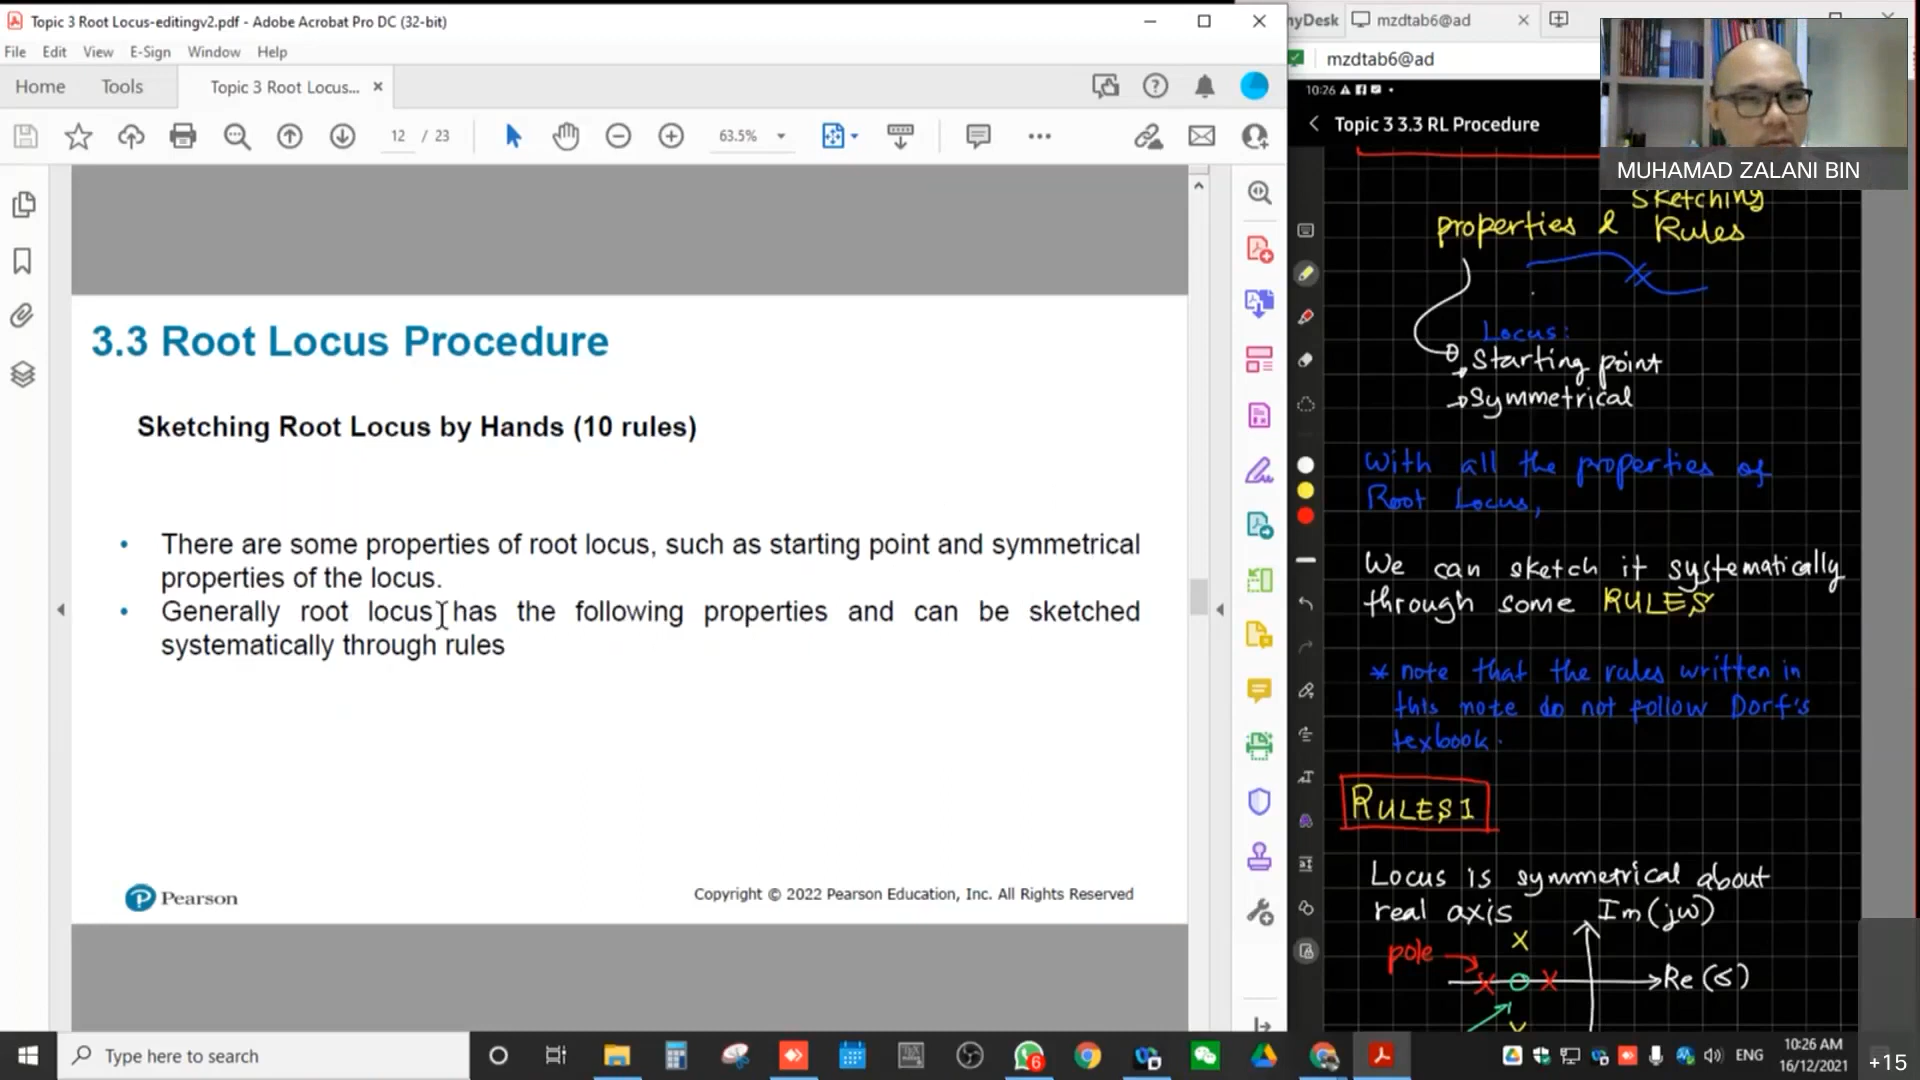 Topic 3 Root Locus-editingv2.pdf - Adobe Acrobat Pro DC (32-bit)
File Edit View E-Sign Window Help
Home Tools Topic 3 Root Locus...
12 / 23 63.5%
3.3 Root Locus Procedure
Sketching Root Locus by Hands (10 rules)
• There are some properties of root locus, such as starting point and symmetrical
properties of the locus.
• Generally root locus has the following properties and can be sketched
systematically through rules
Pearson
Copyright © 2022 Pearson Education, Inc. All Rights Reserved
nyDesk mzdtab6@ad
mzdtab6@ad
10:26
Topic 3 3.3 RL Procedure
MUHAMAD ZALANI BIN
Sketching
properties & Rules
Locus:
Starting point
Symmetrical
With all the properties of
Root Locus,
We can sketch it systematically
through some RULES
* note that the rules written in
this note do not follow Dorf's
texbook.
RULES 1
Locus is symmetrical about
real axis Im(jω)
pole
Re(σ)
Type here to search
6
ENG
10:26 AM
16/12/2021
+15